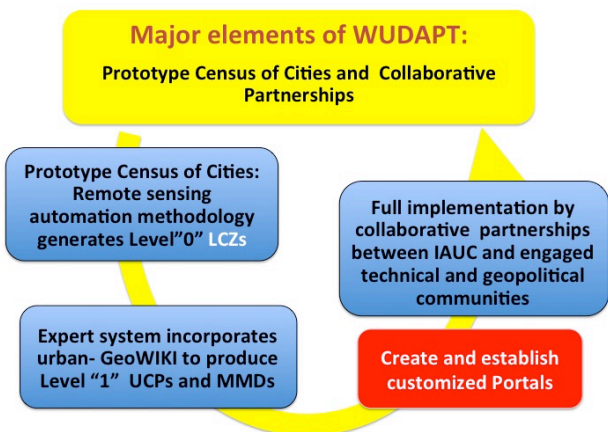 Major elements of WUDAPT:
Prototype Census of Cities and Collaborative
Partnerships
Prototype Census of Cities:
Remote sensing
automation methodology
generates Level"0" LCZs
Expert system incorporates
urban- GeoWIKI to produce
Level "1" UCPs and MMDs
Full implementation by
collaborative partnerships
between IAUC and engaged
technical and geopolitical
communities
Create and establish
customized Portals